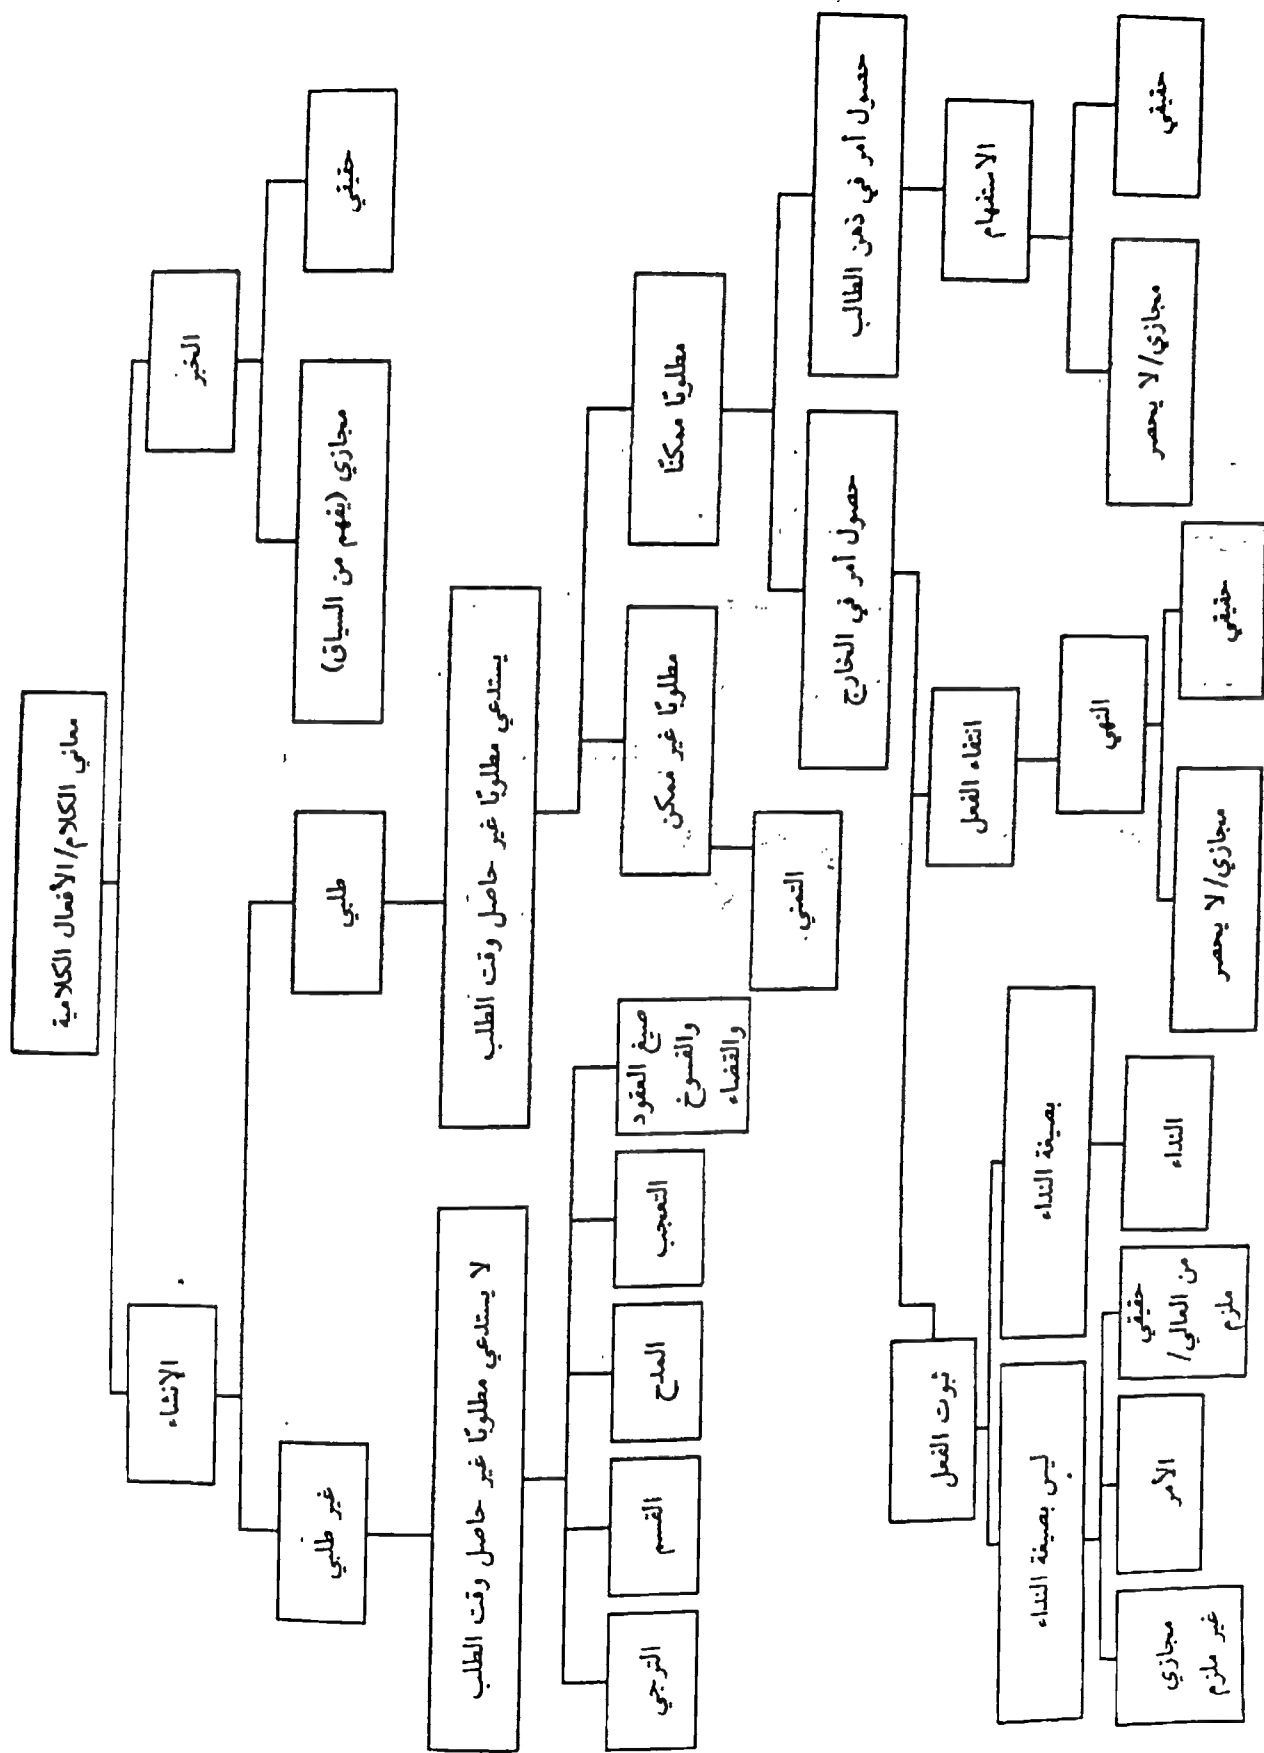 معاني الكلام/الأفعال الكلامية
الخبر
الانشاء
حقيقي
مجازي (يفهم من السياق)
طلبي
غير طلبي
يستدعي مطلوبًا غير حاصل وقت الطلب
لا يستدعي مطلوبًا غير حاصل وقت الطلب
مطلوبًا ممكنًا
مطلوبًا غير ممكن
صيغ العقود
والفسوخ
والقضاء
التعجب
المدح
القسم
الترجي
التمني
حصول أمر في ذهن الطالب
حصول أمر في الخارج
الاستفهام
انتفاء الفعل
ثبوت الفعل
النهي
بصيغة النداء
ليس بصيغة النداء
حقيقي
مجازي/لا يحصر
حقيقي
مجازي/لا يحصر
النداء
حقيقي
من العالي/
ملزم
الأمر
مجازي
غير ملزم